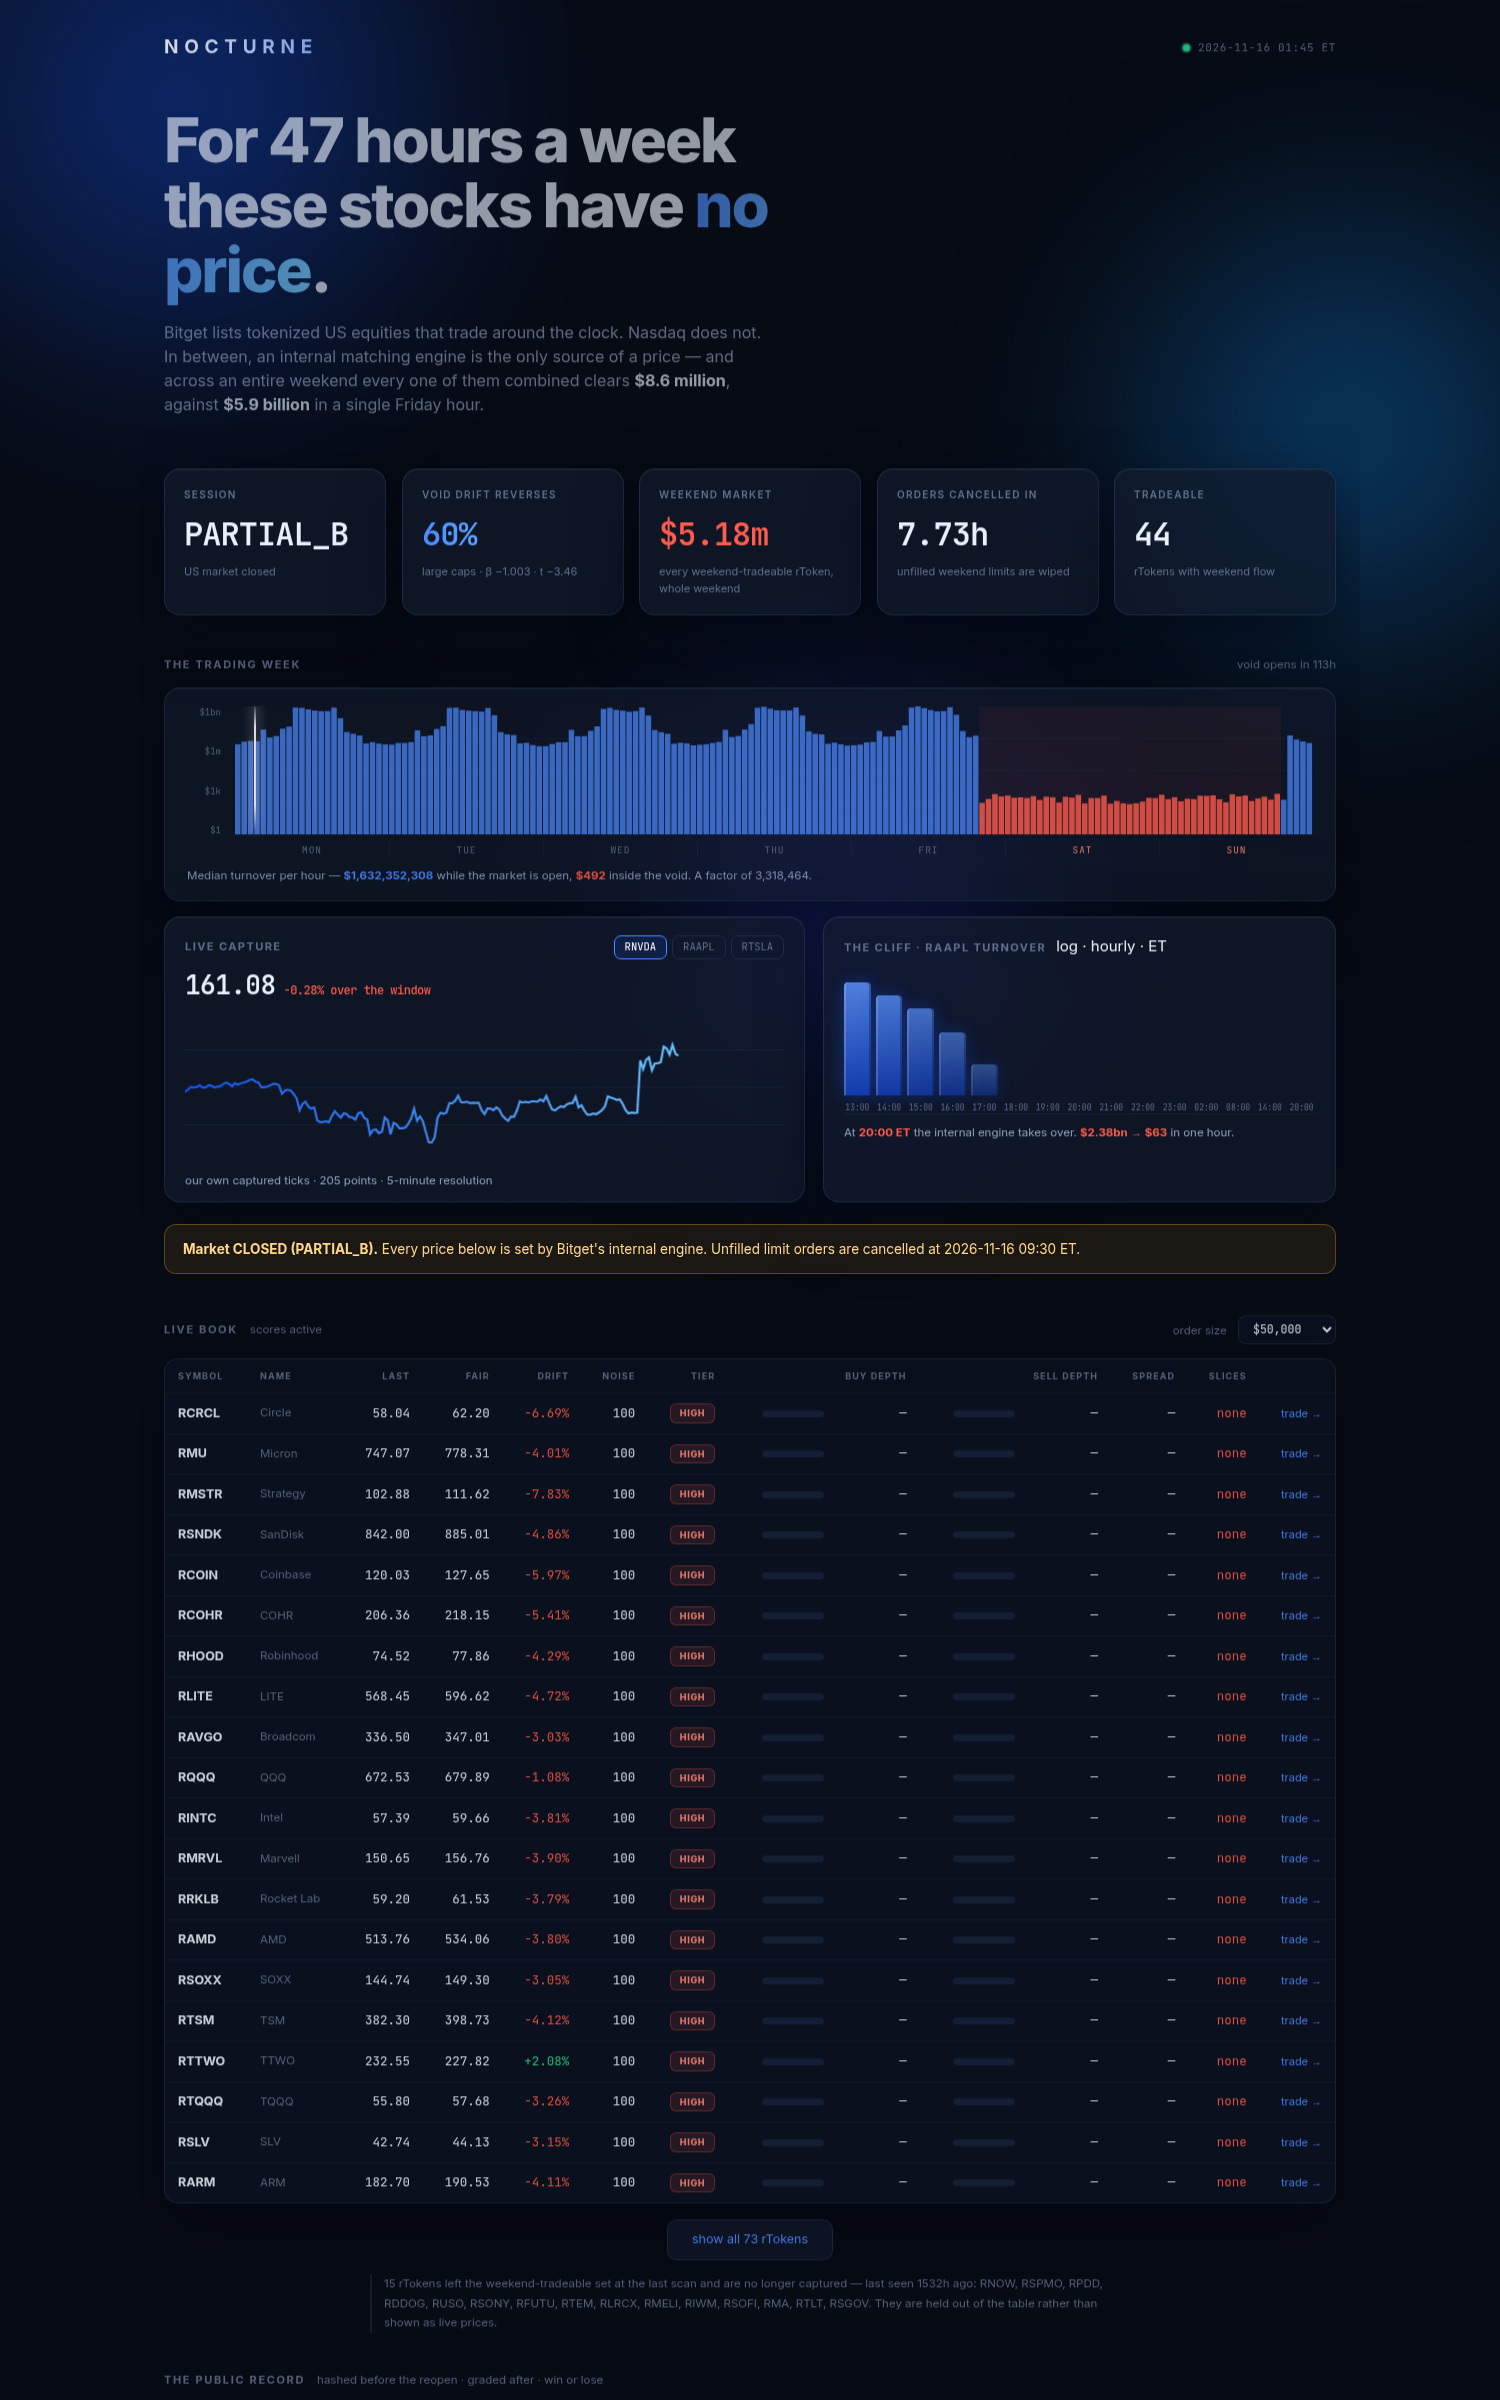 NOCTURNE
2026-11-16 01:45 ET
For 47 hours a week
these stocks have no
price.
Bitget lists tokenized US equities that trade around the clock. Nasdaq does not.
In between, an internal matching engine is the only source of a price — and
across an entire weekend every one of them combined clears $8.6 million,
against $5.9 billion in a single Friday hour.
SESSION
PARTIAL_B
US market closed
VOID DRIFT REVERSES
60%
large caps · β −1.003 · t −3.46
WEEKEND MARKET
$5.18m
every weekend-tradeable rToken,
whole weekend
ORDERS CANCELLED IN
7.73h
unfilled weekend limits are wiped
TRADEABLE
44
rTokens with weekend flow
THE TRADING WEEK
void opens in 113h
$1bn
$1m
$1k
$1
MON TUE WED THU FRI SAT SUN
Median turnover per hour — $1,632,352,308 while the market is open, $492 inside the void. A factor of 3,318,464.
LIVE CAPTURE
RNVDA RAAPL RTSLA
161.08 -0.28% over the window
our own captured ticks · 205 points · 5-minute resolution
THE CLIFF · RAAPL TURNOVER log · hourly · ET
13:00 14:00 15:00 16:00 17:00 18:00 19:00 20:00 21:00 22:00 23:00 02:00 08:00 14:00 20:00
At 20:00 ET the internal engine takes over. $2.38bn → $63 in one hour.
Market CLOSED (PARTIAL_B). Every price below is set by Bitget's internal engine. Unfilled limit orders are cancelled at 2026-11-16 09:30 ET.
LIVE BOOK scores active
order size $50,000
SYMBOL NAME LAST FAIR DRIFT NOISE TIER BUY DEPTH SELL DEPTH SPREAD SLICES
RCRCL Circle 58.04 62.20 -6.69% 100 HIGH — — — none trade →
RMU Micron 747.07 778.31 -4.01% 100 HIGH — — — none trade →
RMSTR Strategy 102.88 111.62 -7.83% 100 HIGH — — — none trade →
RSNDK SanDisk 842.00 885.01 -4.86% 100 HIGH — — — none trade →
RCOIN Coinbase 120.03 127.65 -5.97% 100 HIGH — — — none trade →
RCOHR COHR 206.36 218.15 -5.41% 100 HIGH — — — none trade →
RHOOD Robinhood 74.52 77.86 -4.29% 100 HIGH — — — none trade →
RLITE LITE 568.45 596.62 -4.72% 100 HIGH — — — none trade →
RAVGO Broadcom 336.50 347.01 -3.03% 100 HIGH — — — none trade →
RQQQ QQQ 672.53 679.89 -1.08% 100 HIGH — — — none trade →
RINTC Intel 57.39 59.66 -3.81% 100 HIGH — — — none trade →
RMRVL Marvell 150.65 156.76 -3.90% 100 HIGH — — — none trade →
RRKLB Rocket Lab 59.20 61.53 -3.79% 100 HIGH — — — none trade →
RAMD AMD 513.76 534.06 -3.80% 100 HIGH — — — none trade →
RSOXX SOXX 144.74 149.30 -3.05% 100 HIGH — — — none trade →
RTSM TSM 382.30 398.73 -4.12% 100 HIGH — — — none trade →
RTTWO TTWO 232.55 227.82 +2.08% 100 HIGH — — — none trade →
RTQQQ TQQQ 55.80 57.68 -3.26% 100 HIGH — — — none trade →
RSLV SLV 42.74 44.13 -3.15% 100 HIGH — — — none trade →
RARM ARM 182.70 190.53 -4.11% 100 HIGH — — — none trade →
show all 73 rTokens
15 rTokens left the weekend-tradeable set at the last scan and are no longer captured — last seen 1532h ago: RNOW, RSPMO, RPDD,
RDDOG, RUSO, RSONY, RFUTU, RTEM, RLRCX, RMELI, RIWM, RSOFI, RMA, RTLT, RSGOV. They are held out of the table rather than
shown as live prices.
THE PUBLIC RECORD hashed before the reopen · graded after · win or lose